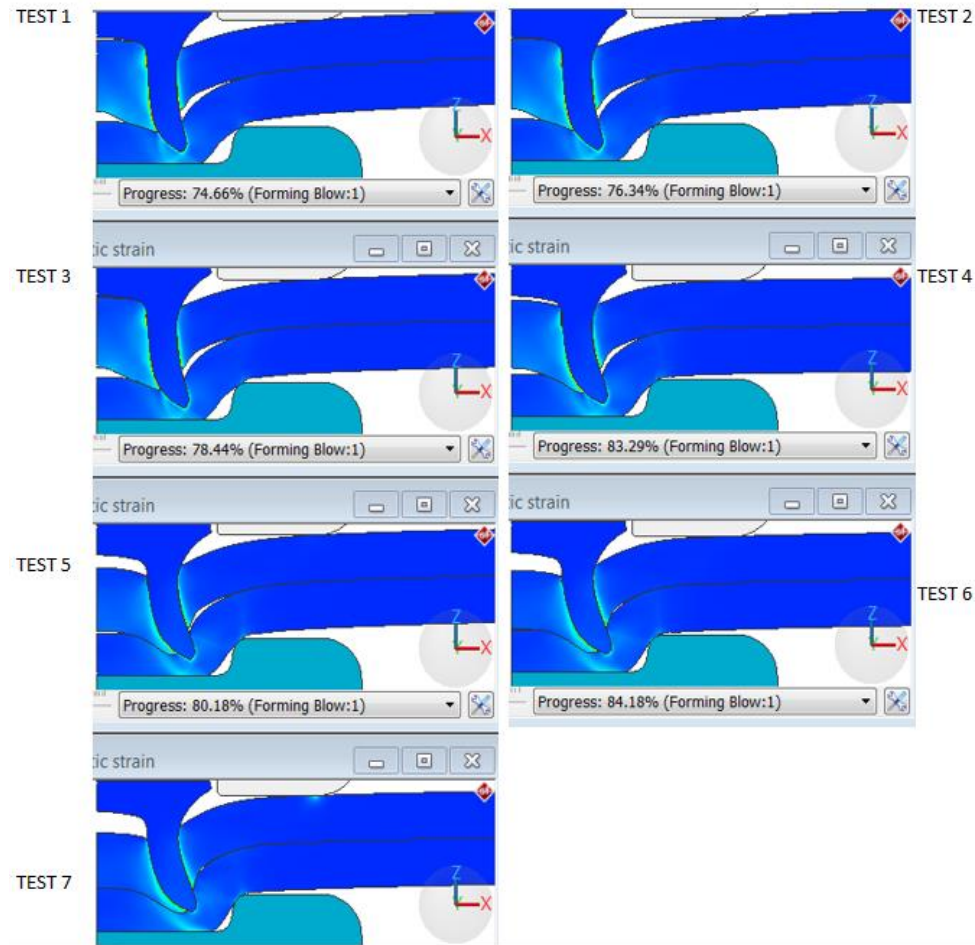 TEST 1
TEST 2
Z
X
Z
X
Progress: 74.66% (Forming Blow:1)
Progress: 76.34% (Forming Blow:1)
tic strain
tic strain
TEST 3
TEST 4
Z
X
Z
X
Progress: 78.44% (Forming Blow:1)
Progress: 83.29% (Forming Blow:1)
tic strain
tic strain
TEST 5
TEST 6
Z
X
Z
X
Progress: 80.18% (Forming Blow:1)
Progress: 84.18% (Forming Blow:1)
tic strain
TEST 7
Z
X